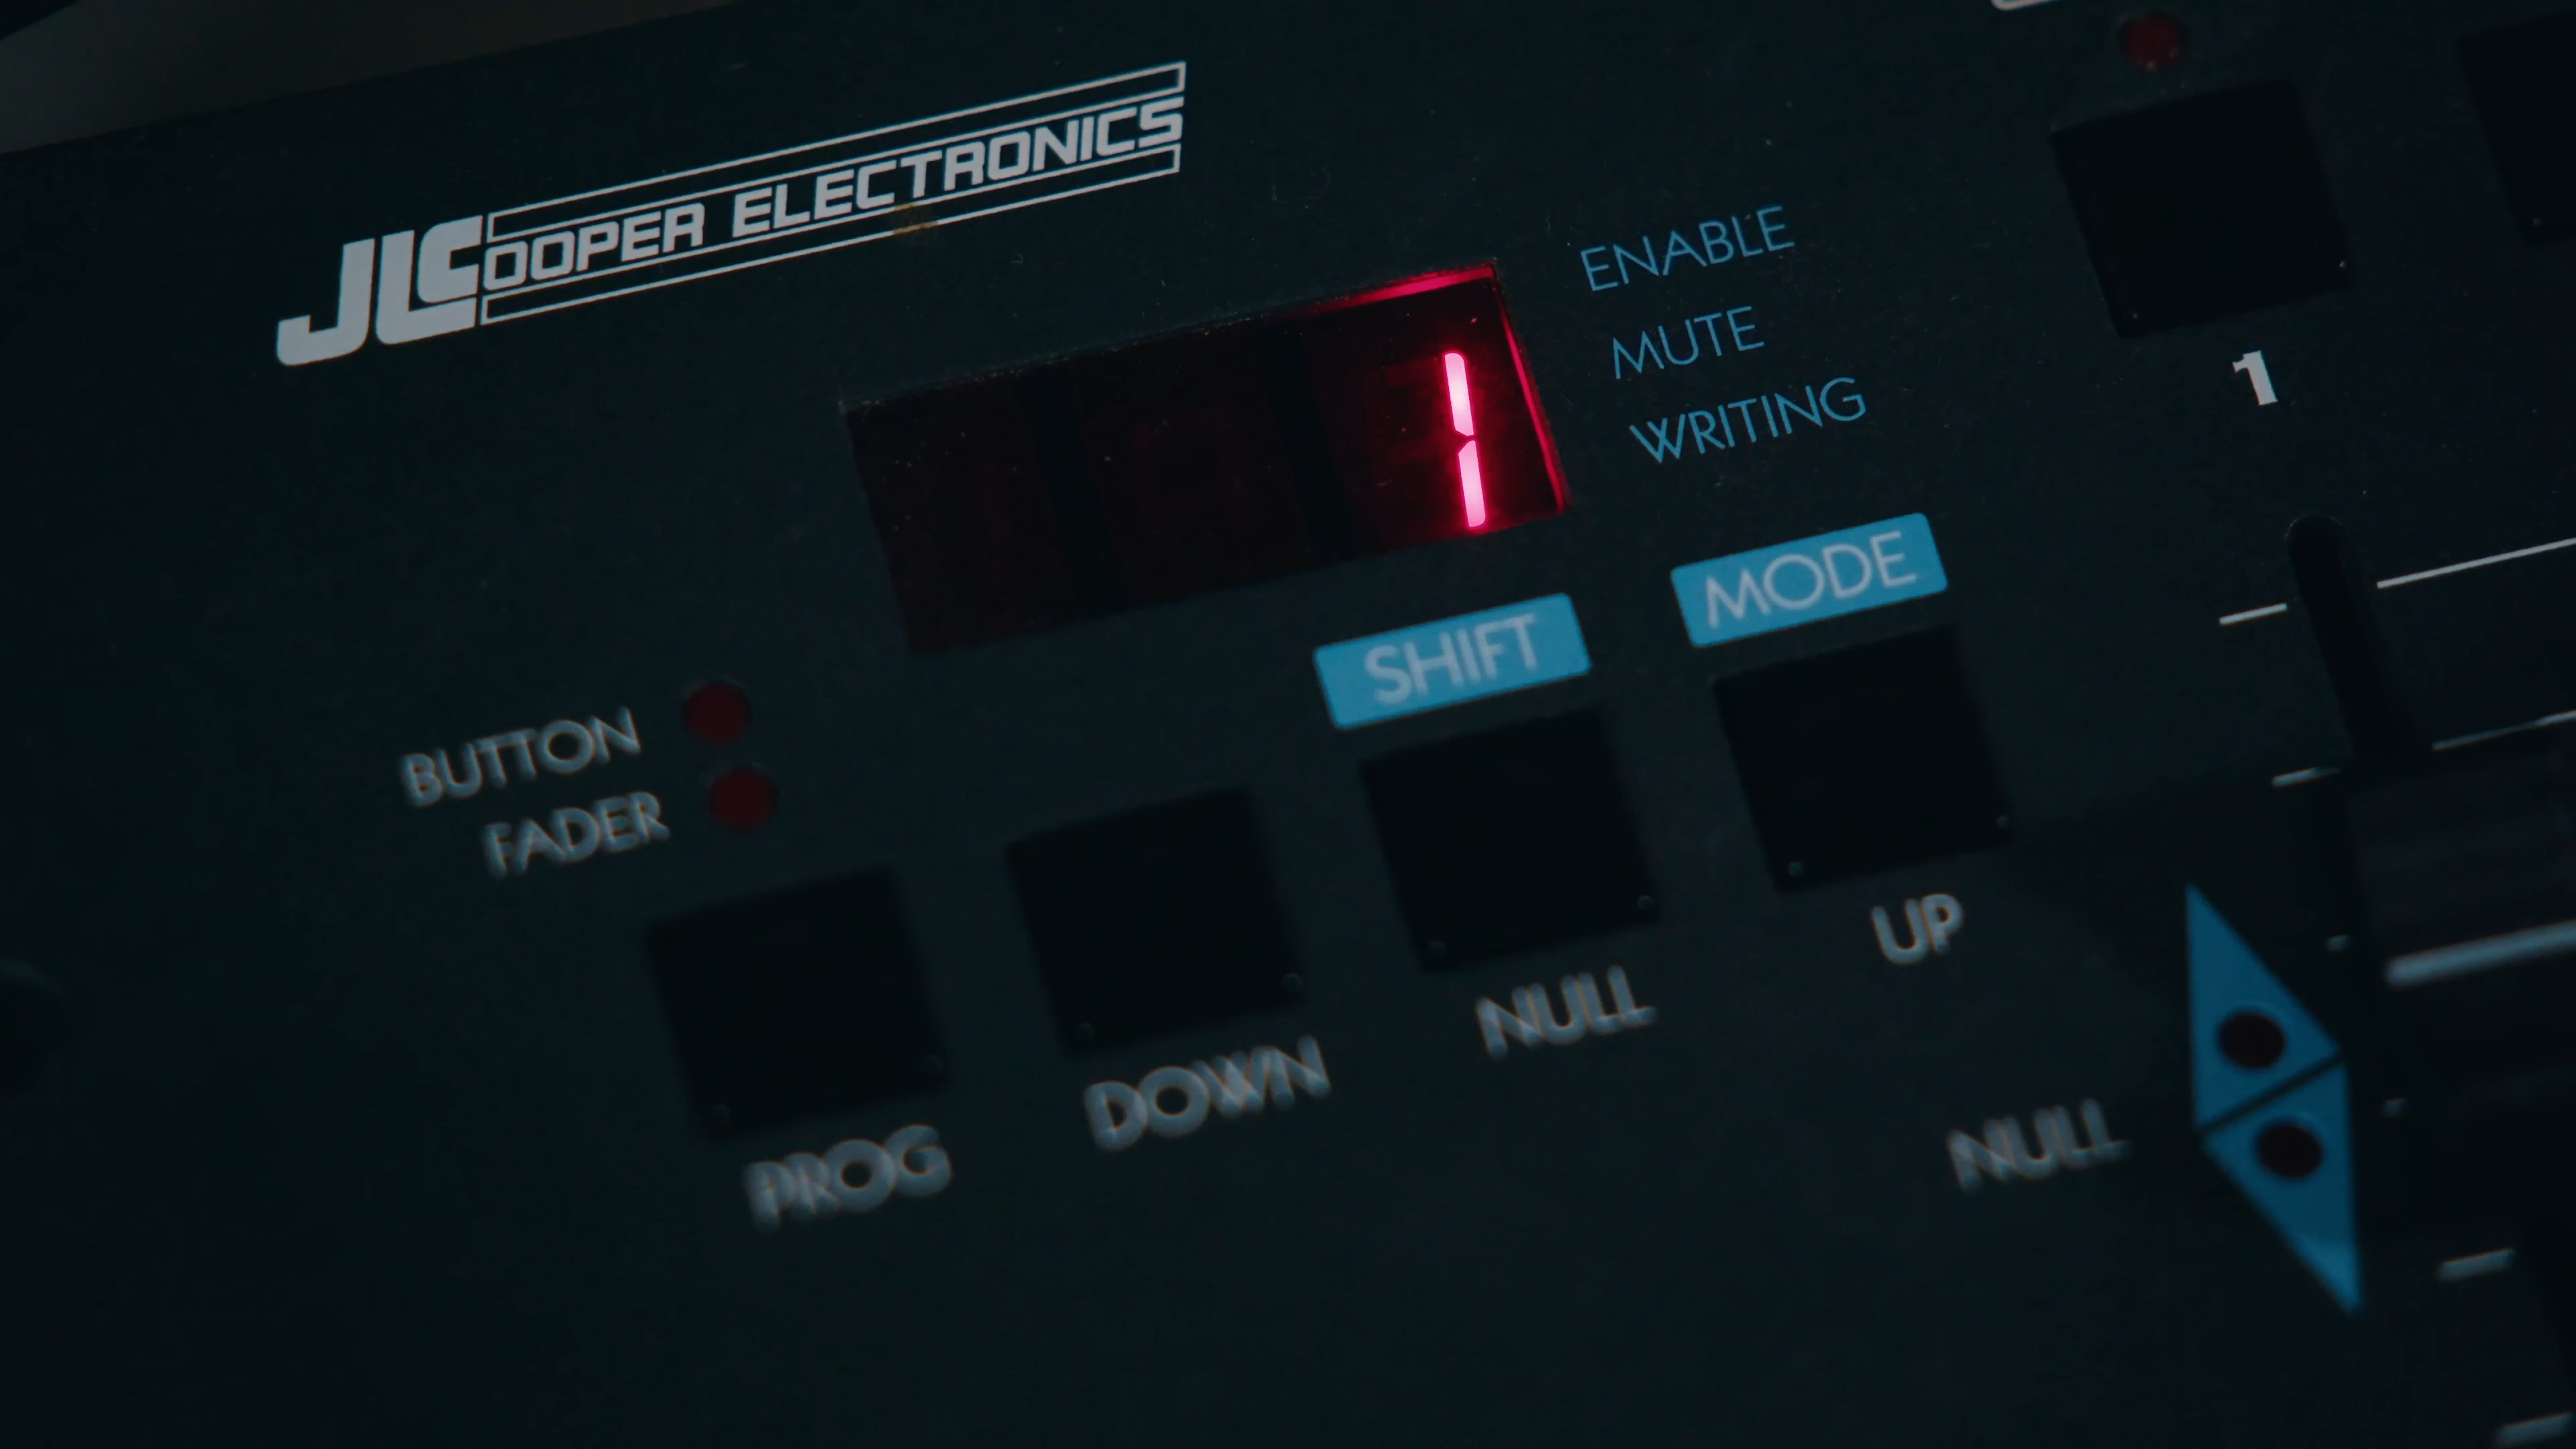 JLCOOPER ELECTRONICS
1
ENABLE
MUTE
WRITING
1
SHIFT
MODE
BUTTON
FADER
PROG
DOWN
NULL
UP
NULL